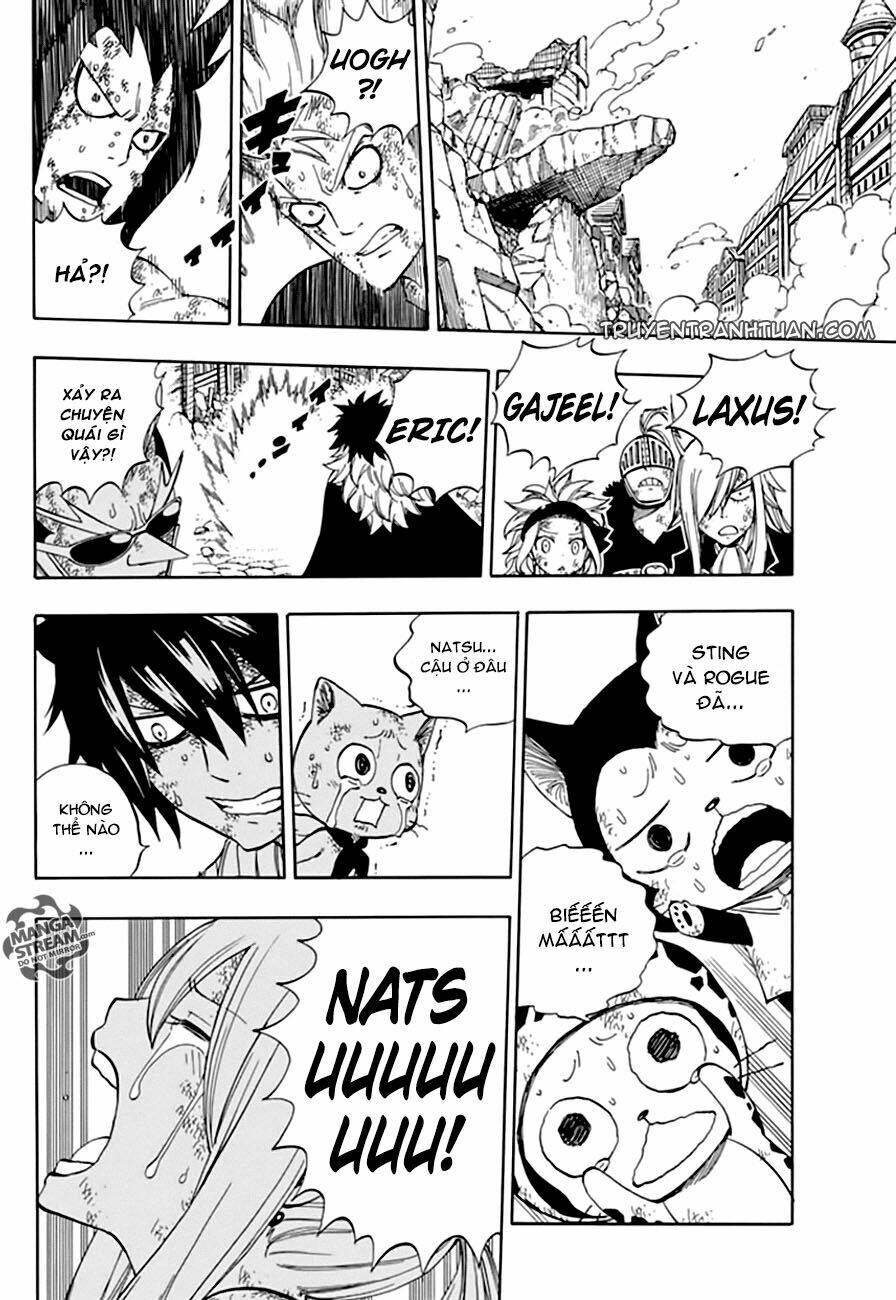 UOGH
?!
HẢ?!
TRUYENTRANHTUAN.COM
LAXUS!
GAJEEL!
ERIC!
XẢY RA
CHUYỆN
QUÁI GÌ
VẬY?!
STING
VÀ ROGUE
ĐÃ...
BIẾẾẾN
MẤẤẤTTT
...
NATSU...
CẬU Ở ĐÂU
...
KHÔNG
THỂ NÀO
...
NATS
UUUUU
UUU!
MANGA
STREAM.com
DO NOT MIRROR!